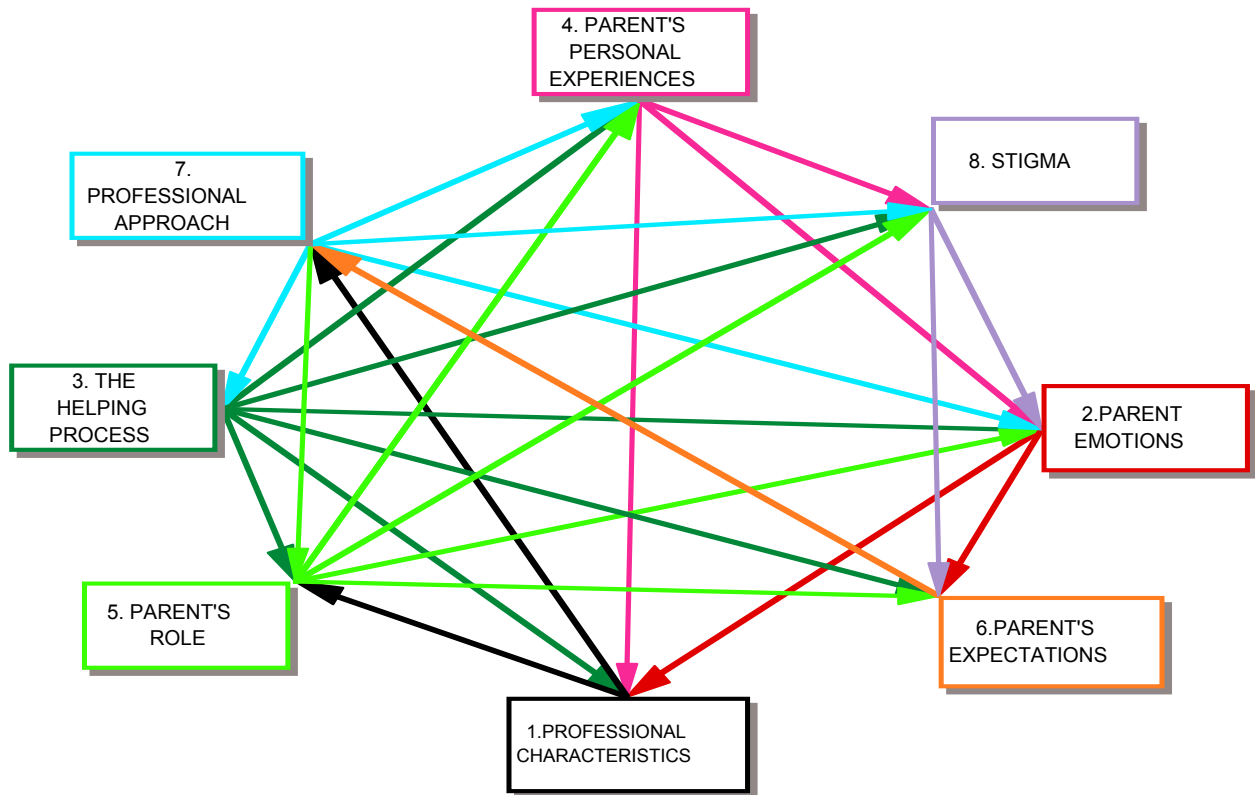 4. PARENT'S
PERSONAL
EXPERIENCES
8. STIGMA
7.
PROFESSIONAL
APPROACH
3. THE
HELPING
PROCESS
2.PARENT
EMOTIONS
5. PARENT'S
ROLE
6.PARENT'S
EXPECTATIONS
1.PROFESSIONAL
CHARACTERISTICS